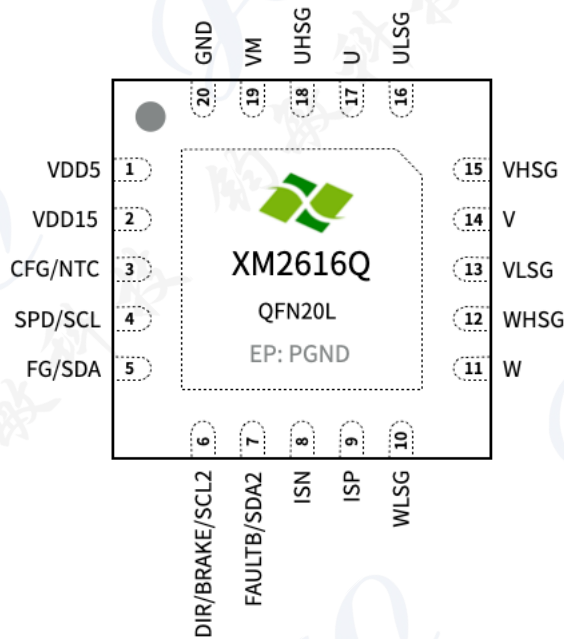 GND
VM
UHSG
U
ULSG
20 19 18 17 16
VDD5 1
VDD15 2
CFG/NTC 3
SPD/SCL 4
FG/SDA 5
XM2616Q
QFN20L
EP: PGND
15 VHSG
14 V
13 VLSG
12 WHSG
11 W
6 7 8 9 10
DIR/BRAKE/SCL2
FAULTB/SDA2
ISN
ISP
WLSG